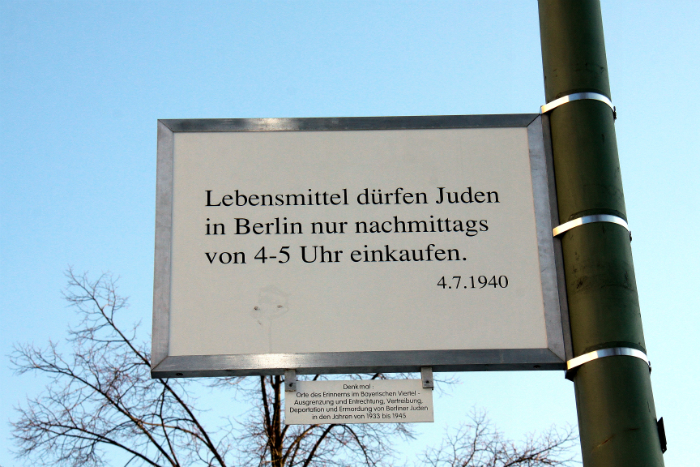 Lebensmittel dürfen Juden
in Berlin nur nachmittags
von 4-5 Uhr einkaufen.
4.7.1940
Denkmal
Orte des Erinnerns im Bayerischen Viertel -
Ausgrenzung und Entrechtung, Vertreibung,
Deportation und Ermordung von Berliner Juden
in den Jahren von 1933 bis 1945